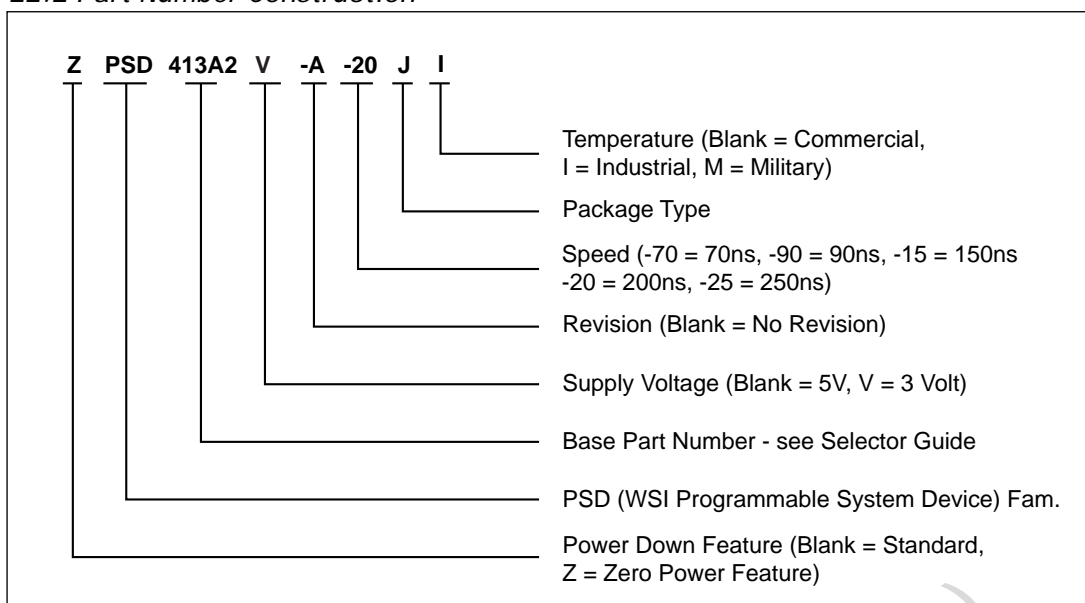 Z PSD 413A2 V -A -20 J I
Temperature (Blank = Commercial,
I = Industrial, M = Military)
Package Type
Speed (-70 = 70ns, -90 = 90ns, -15 = 150ns
-20 = 200ns, -25 = 250ns)
Revision (Blank = No Revision)
Supply Voltage (Blank = 5V, V = 3 Volt)
Base Part Number - see Selector Guide
PSD (WSI Programmable System Device) Fam.
Power Down Feature (Blank = Standard,
Z = Zero Power Feature)